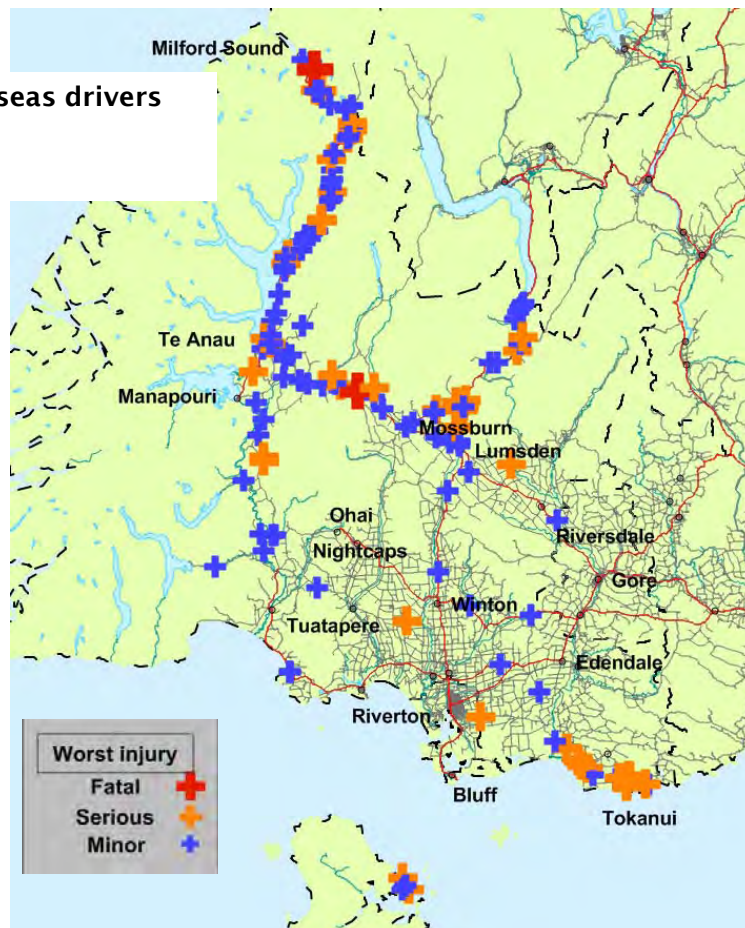 Milford Sound
seas drivers
Te Anau
Manapouri
Mossburn
Lumsden
Ohai
Riversdale
Nightcaps
Gore
Winton
Tuatapere
Edendale
Riverton
Bluff
Tokanui
Worst injury
Fatal
Serious
Minor